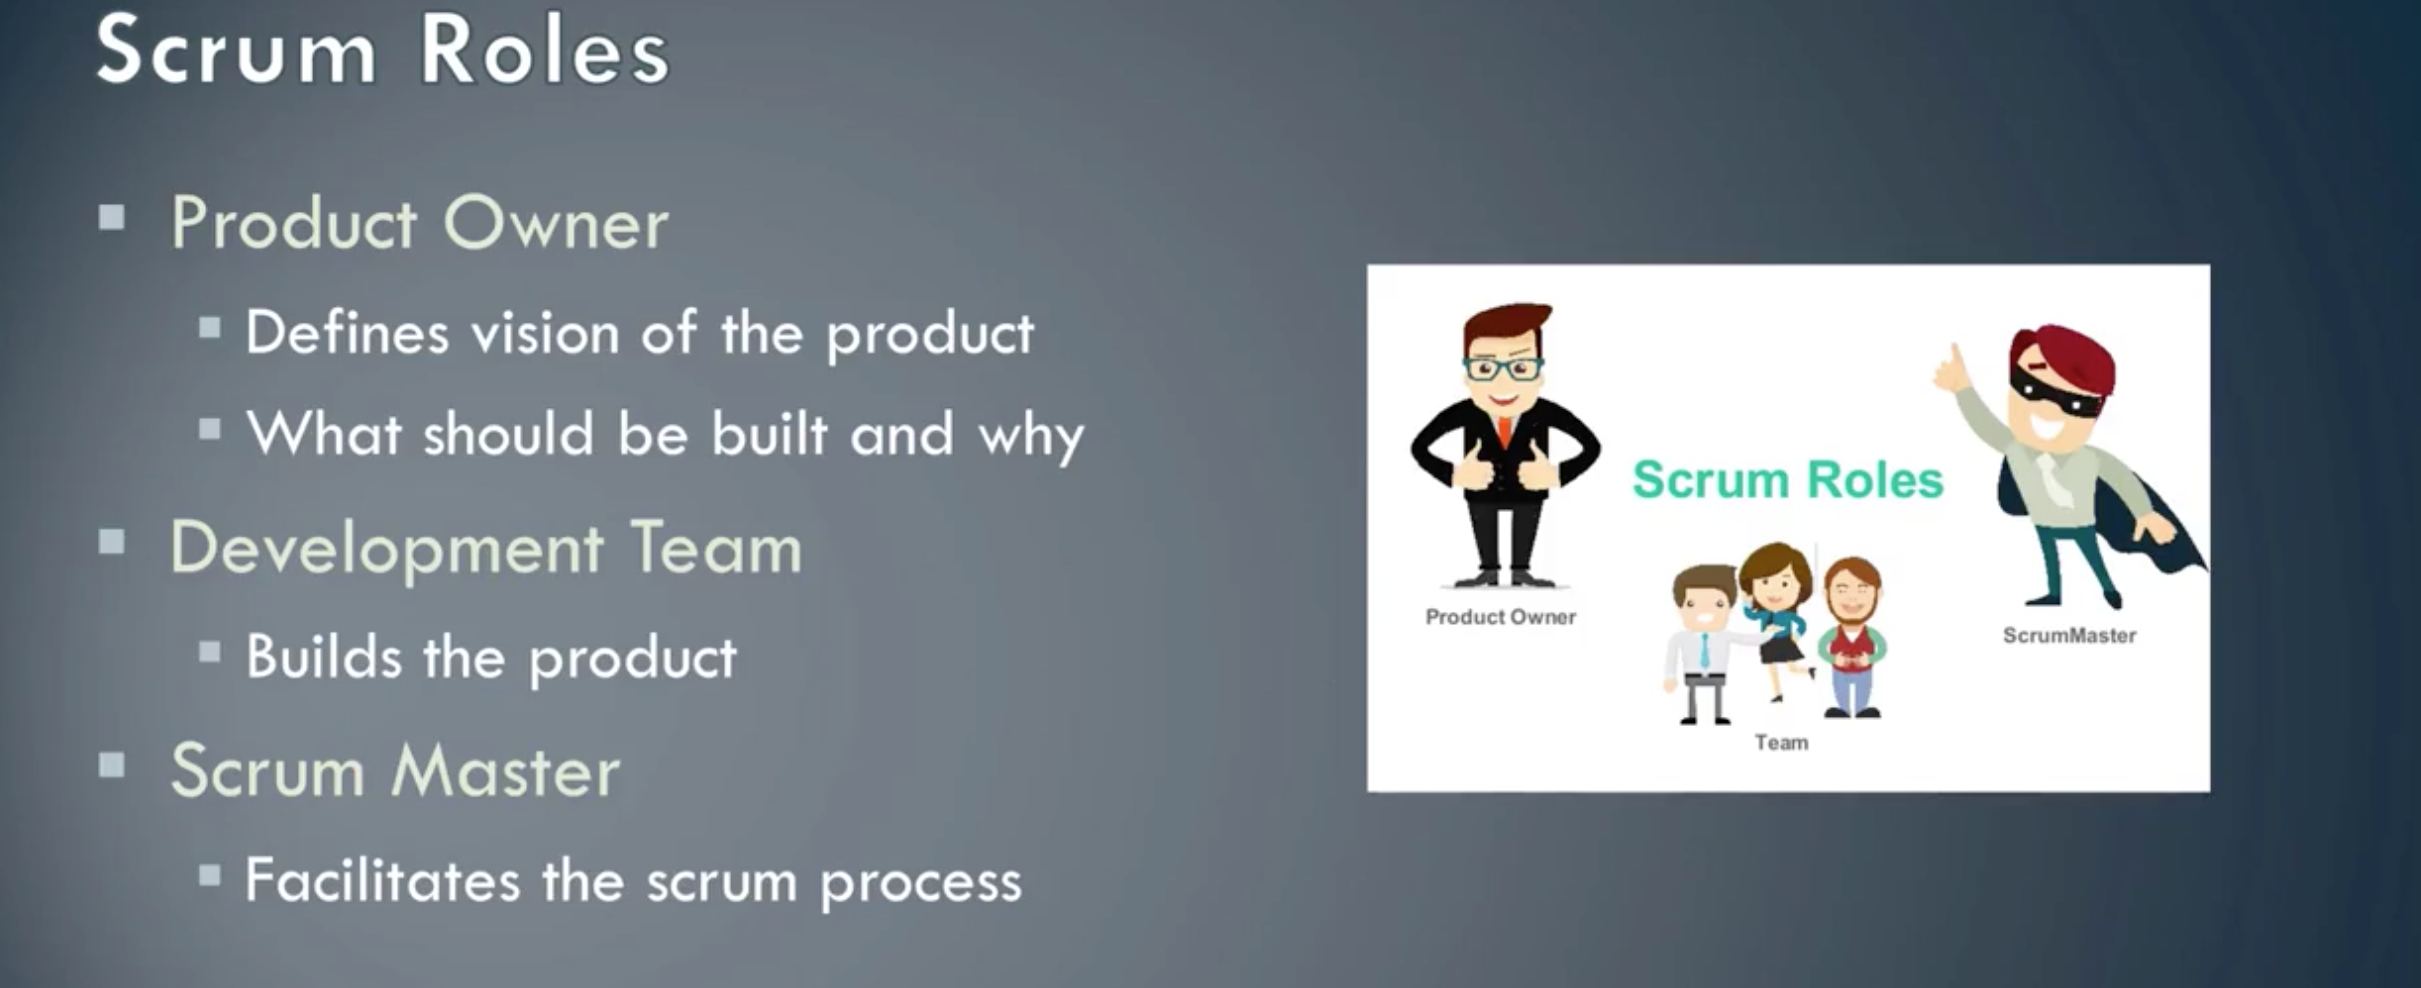 Scrum Roles
Product Owner
Defines vision of the product
What should be built and why
Development Team
Builds the product
Scrum Master
Facilitates the scrum process
Scrum Roles
Product Owner
ScrumMaster
Team